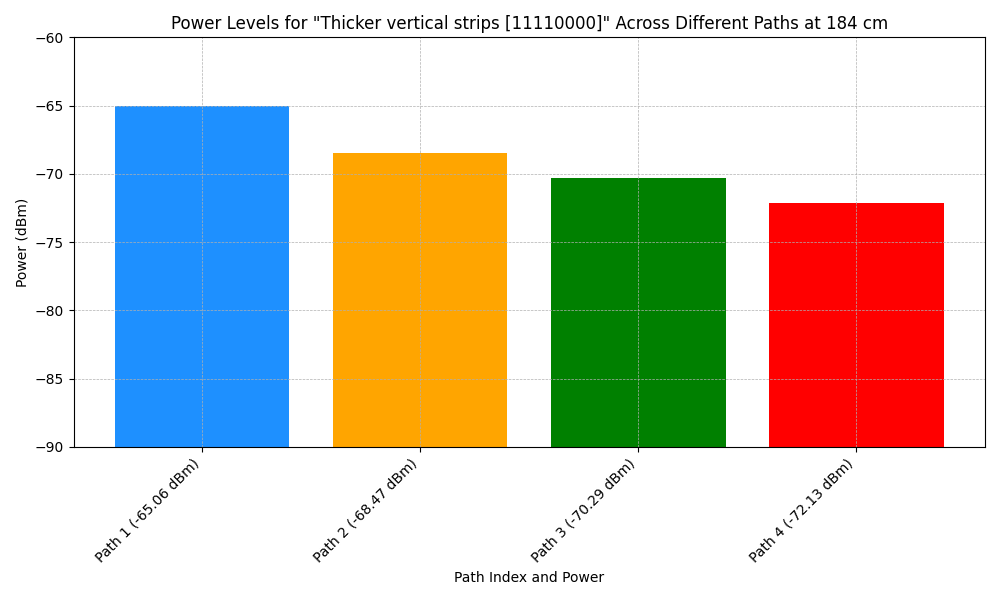 Power Levels for "Thicker vertical strips [11110000]" Across Different Paths at 184 cm
Power (dBm)
−60
−65
−70
−75
−80
−85
−90
Path 1 (-65.06 dBm)
Path 2 (-68.47 dBm)
Path 3 (-70.29 dBm)
Path 4 (-72.13 dBm)
Path Index and Power